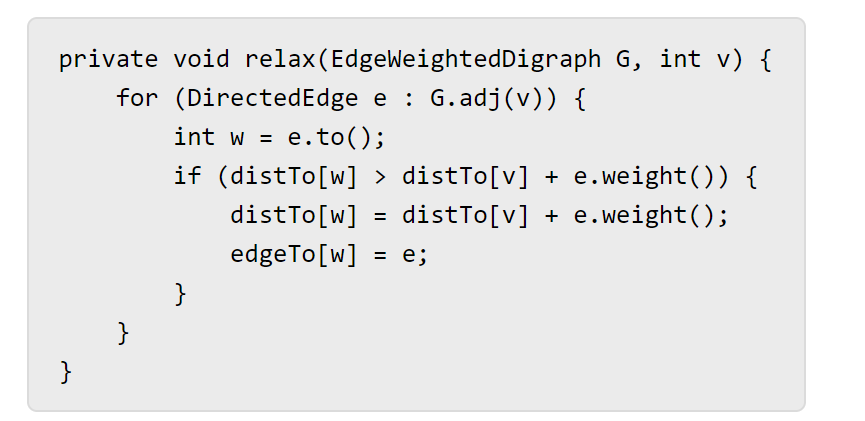 private void relax(EdgeWeightedDigraph G, int v) {
    for (DirectedEdge e : G.adj(v)) {
        int w = e.to();
        if (distTo[w] > distTo[v] + e.weight()) {
            distTo[w] = distTo[v] + e.weight();
            edgeTo[w] = e;
        }
    }
}